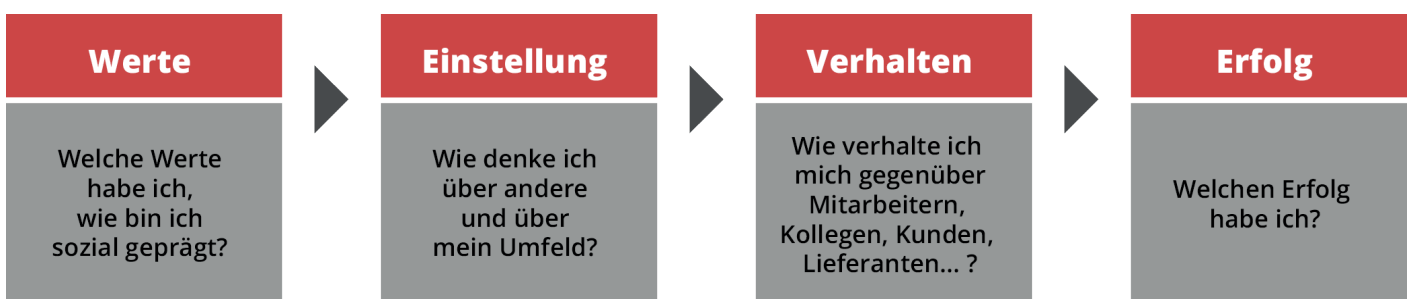 Werte
Welche Werte
habe ich,
wie bin ich
sozial geprägt?
Einstellung
Wie denke ich
über andere
und über
mein Umfeld?
Verhalten
Wie verhalte ich
mich gegenüber
Mitarbeitern,
Kollegen, Kunden,
Lieferanten... ?
Erfolg
Welchen Erfolg
habe ich?